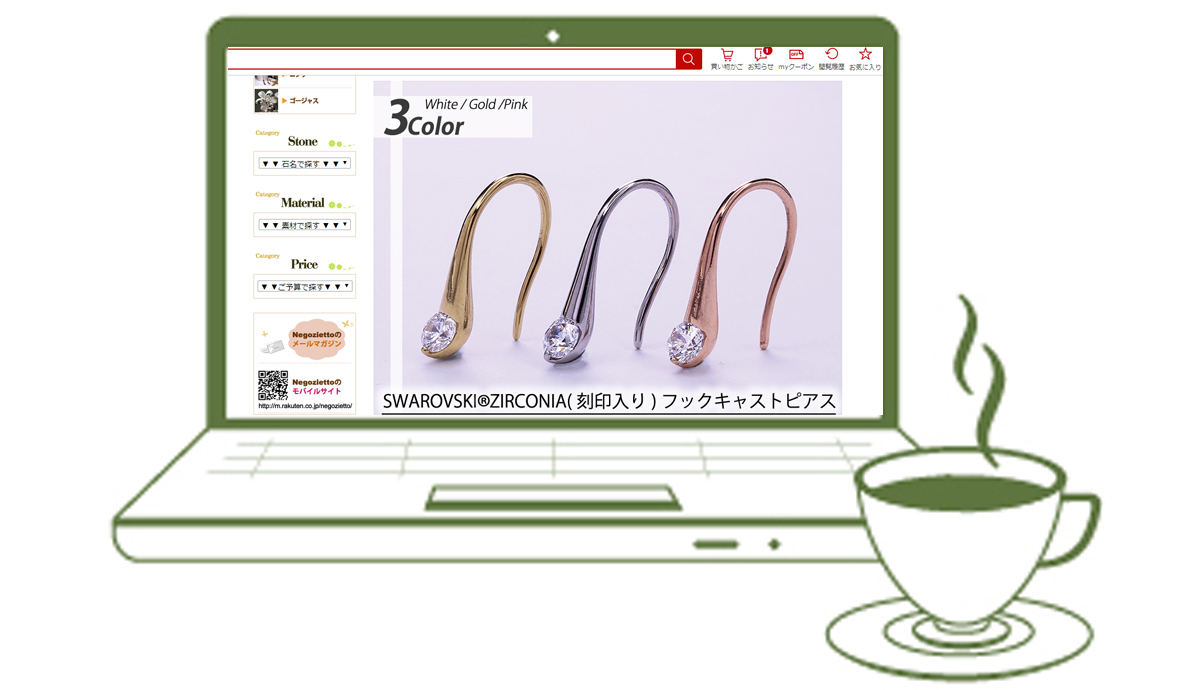 買い物かご
お知らせ
1
OFF
myクーポン
閲覧履歴
お気に入り
ゴージャス
Category
Stone
▼ ▼ 石名で探す ▼ ▼
Category
Material
▼ ▼ 素材で探す ▼ ▼
Category
Price
▼ ▼ご予算で探す▼ ▼
Negoziettoの
メールマガジン
Negoziettoの
モバイルサイト
http://m.rakuten.co.jp/negozietto/
White / Gold /Pink
3Color
SWAROVSKI®ZIRCONIA( 刻印入り ) フックキャストピアス